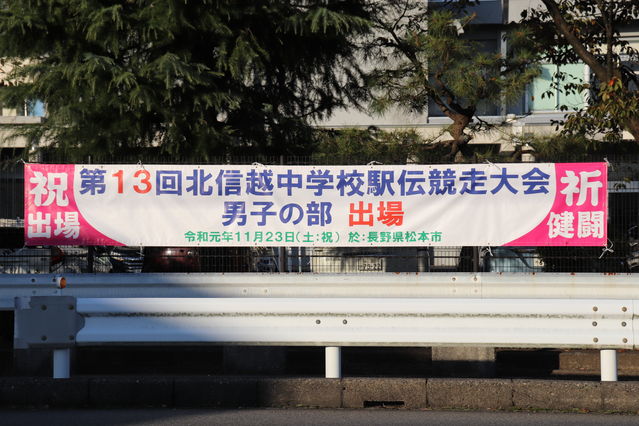 祝
出場
第13回北信越中学校駅伝競走大会
男子の部 出場
令和元年11月23日(土:祝) 於:長野県松本市
祈
健闘